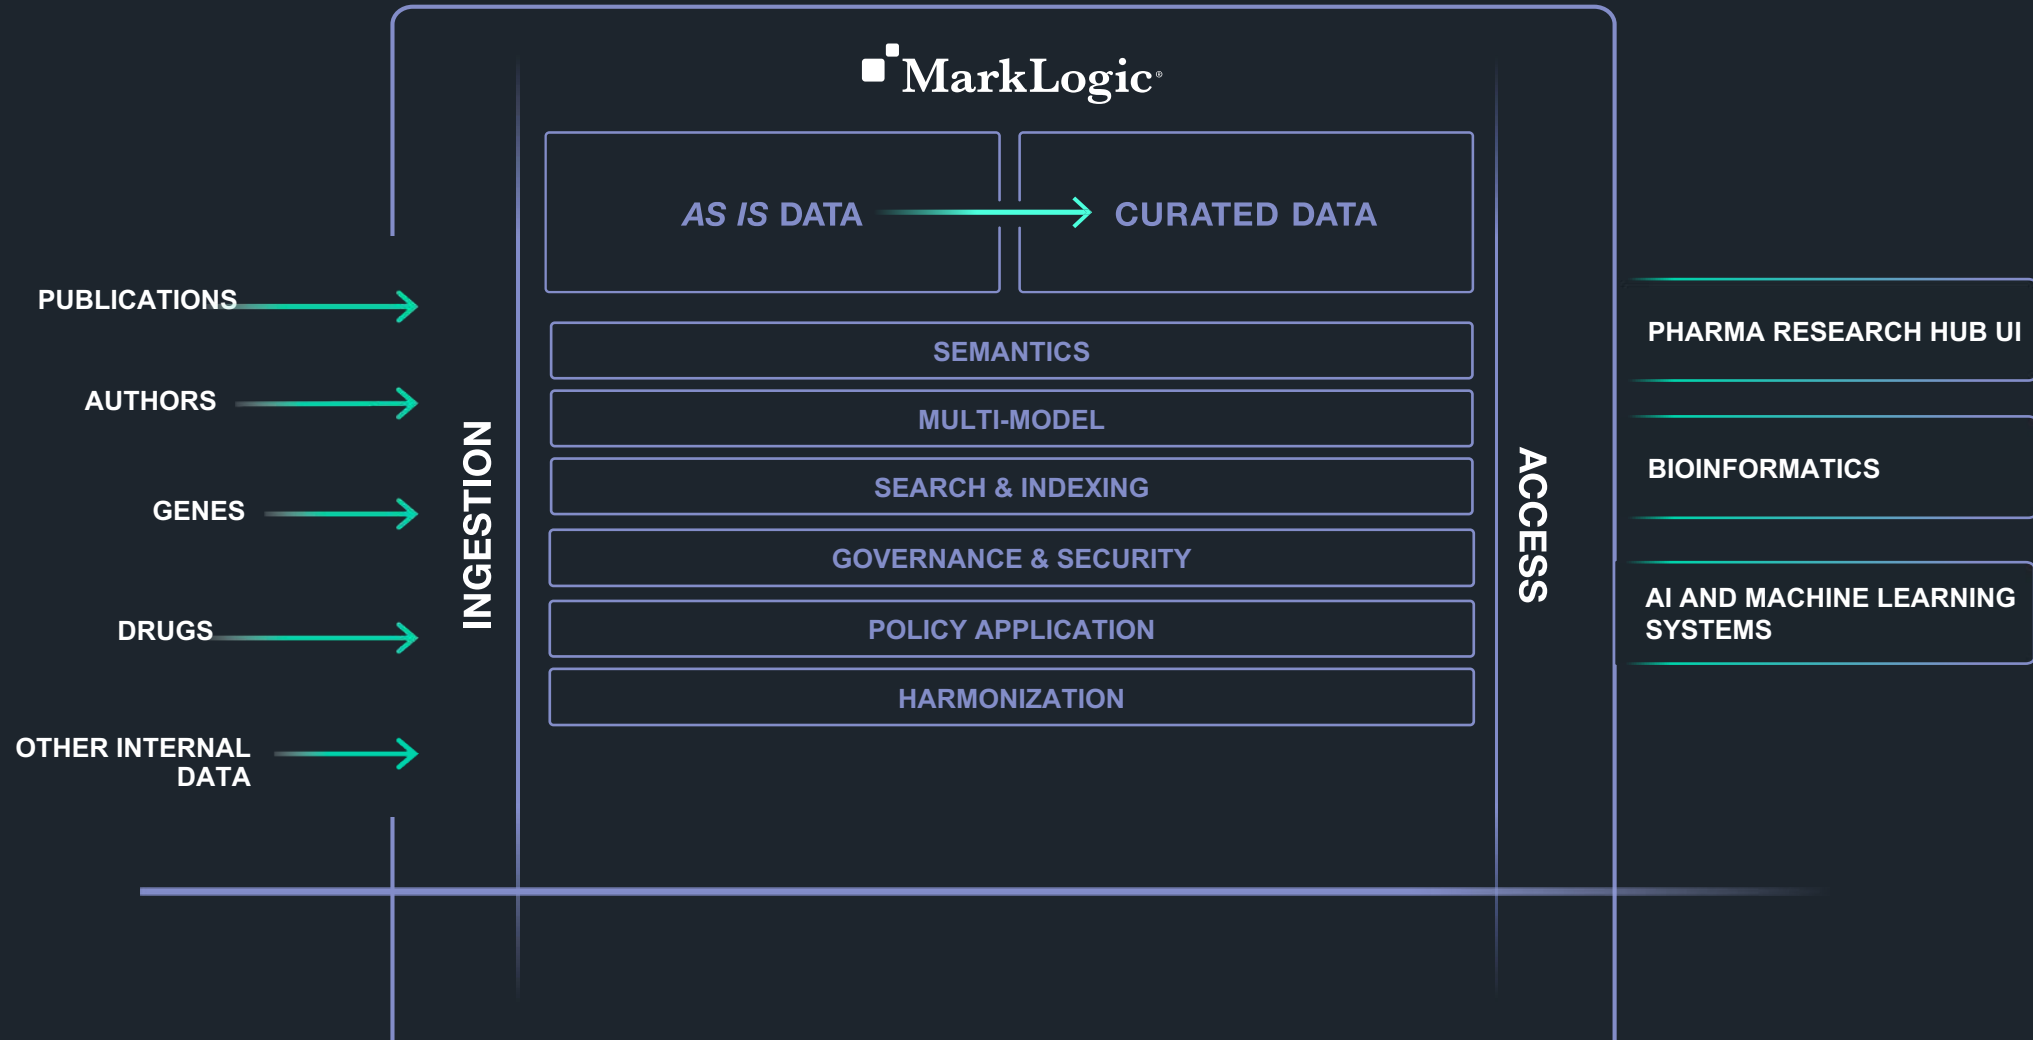 MarkLogic®
AS IS DATA
CURATED DATA
PUBLICATIONS
AUTHORS
GENES
DRUGS
OTHER INTERNAL
DATA
INGESTION
SEMANTICS
MULTI-MODEL
SEARCH & INDEXING
GOVERNANCE & SECURITY
POLICY APPLICATION
HARMONIZATION
ACCESS
PHARMA RESEARCH HUB UI
BIOINFORMATICS
AI AND MACHINE LEARNING
SYSTEMS